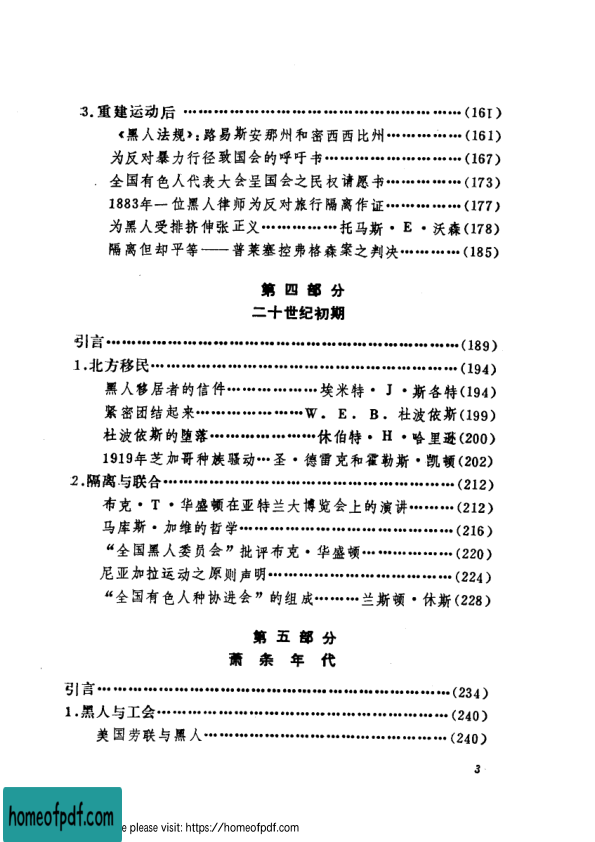 3.重建运动后……………………………………………(161)
《黑人法规》:路易斯安那州和密西西比州……………(161)
为反对暴力行径致国会的呼吁书………………………(167)
全国有色人代表大会呈国会之民权请愿书……………(173)
1883年一位黑人律师为反对旅行隔离作证……………(177)
为黑人受排挤伸张正义……………托马斯·E·沃森(178)
隔离但却平等——普莱塞控弗格森案之判决…………(185)
第四部分
二十世纪初期
引言………………………………………………………(189)
1.北方移民………………………………………………(194)
黑人移居者的信件………………埃米特·J·斯各特(194)
紧密团结起来…………………W.E.B.杜波依斯(199)
杜波依斯的堕落…………………休伯特·H·哈里逊(200)
1919年芝加哥种族骚动…圣·德雷克和霍勒斯·凯顿(202)
2.隔离与联合……………………………………………(212)
布克·T·华盛顿在亚特兰大博览会上的演讲………(212)
马库斯·加维的哲学……………………………………(216)
“全国黑人委员会”批评布克·华盛顿………………(220)
尼亚加拉运动之原则声明………………………………(224)
“全国有色人种协进会”的组成………兰斯顿·休斯(228)
第五部分
萧条年代
引言………………………………………………………(234)
1.黑人与工会……………………………………………(240)
美国劳联与黑人…………………………………………(240)
3
homeofpdf.com
e please visit: https://homeofpdf.com